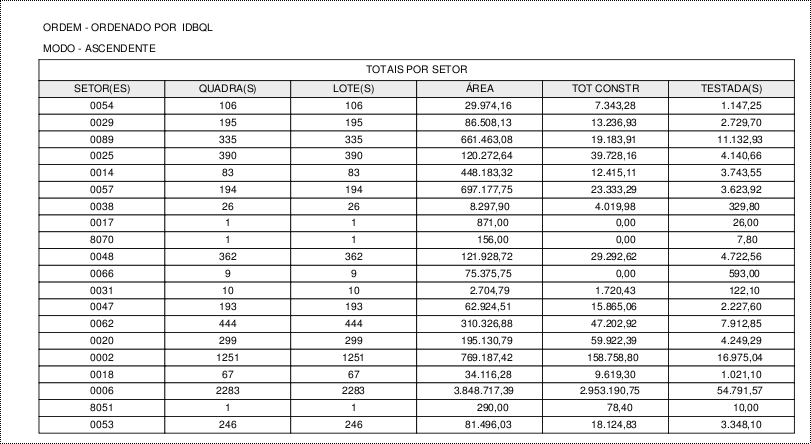 ORDEM - ORDENADO POR IDBQL
MODO - ASCENDENTE
TOTAIS POR SETOR
SETOR(ES) QUADRA(S) LOTE(S) ÁREA TOT CONSTR TESTADA(S)
0054 106 106 29.974,16 7.343,28 1.147,25
0029 195 195 86.508,13 13.236,93 2.729,70
0089 335 335 661.463,08 19.183,91 11.132,93
0025 390 390 120.272,64 39.728,16 4.140,66
0014 83 83 448.183,32 12.415,11 3.743,55
0057 194 194 697.177,75 23.333,29 3.623,92
0038 26 26 8.297,90 4.019,98 329,80
0017 1 1 871,00 0,00 26,00
8070 1 1 156,00 0,00 7,80
0048 362 362 121.928,72 29.292,62 4.722,56
0066 9 9 75.375,75 0,00 593,00
0031 10 10 2.704,79 1.720,43 122,10
0047 193 193 62.924,51 15.865,06 2.227,60
0062 444 444 310.326,88 47.202,92 7.912,85
0020 299 299 195.130,79 59.922,39 4.249,29
0002 1251 1251 769.187,42 158.758,80 16.975,04
0018 67 67 34.116,28 9.619,30 1.021,10
0006 2283 2283 3.848.717,39 2.953.190,75 54.791,57
8051 1 1 290,00 78,40 10,00
0053 246 246 81.496,03 18.124,83 3.348,10